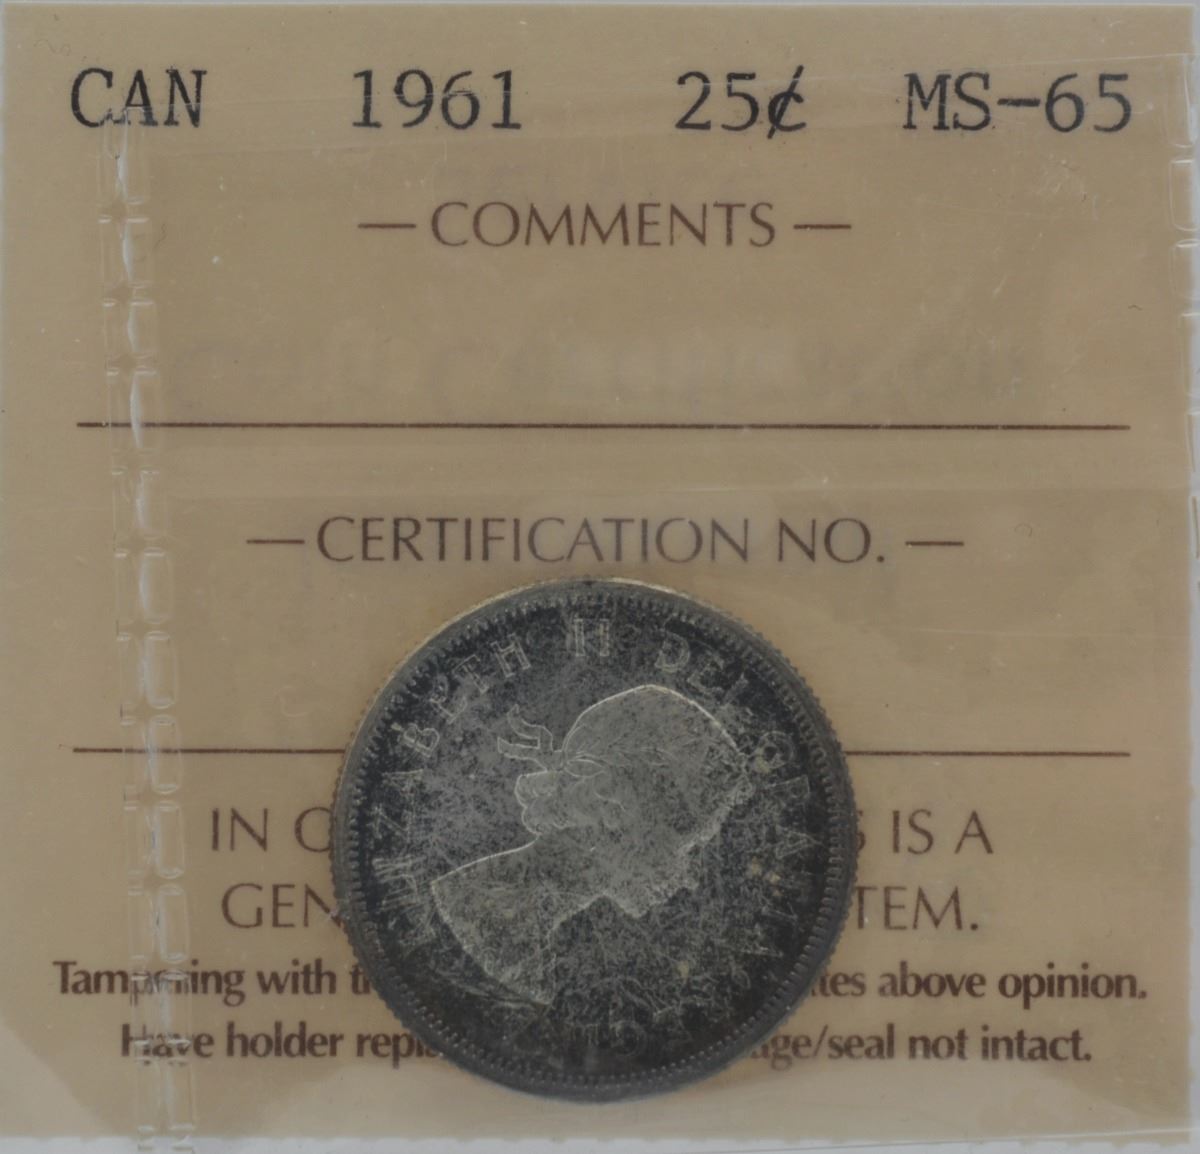 CAN 1961 25¢ MS-65
— COMMENTS —
— CERTIFICATION NO. —
IN O S IS A
GEN TEM.
Tampering with t tes above opinion.
Have holder repl age/seal not intact.
ELIZABETH II DEI GRATIA